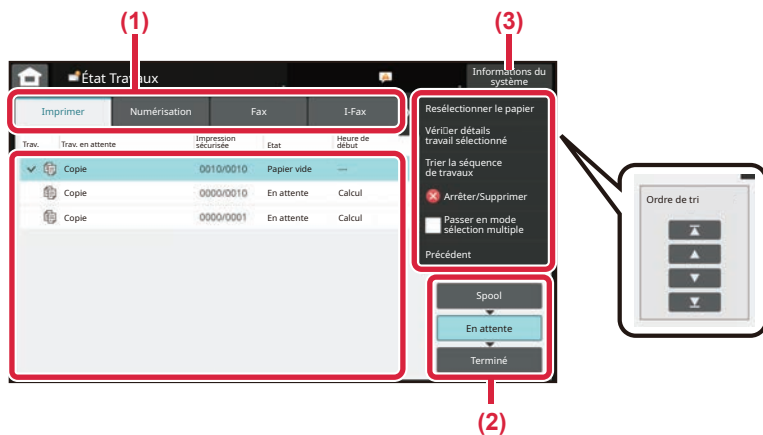 (1)
(3)
État Travaux
Informations du
système
Imprimer
Numérisation
Fax
I-Fax
Trav.
Trav. en attente
Impression
sécurisée
Etat
Heure de
début
Copie
0010/0010
Papier vide
—
Copie
0000/0010
En attente
Calcul
Copie
0000/0001
En attente
Calcul
Resélectionner le papier
Véri▯er détails
travail sélectionné
Trier la séquence
de travaux
Arrêter/Supprimer
Passer en mode
sélection multiple
Précédent
Spool
En attente
Terminé
(2)
Ordre de tri